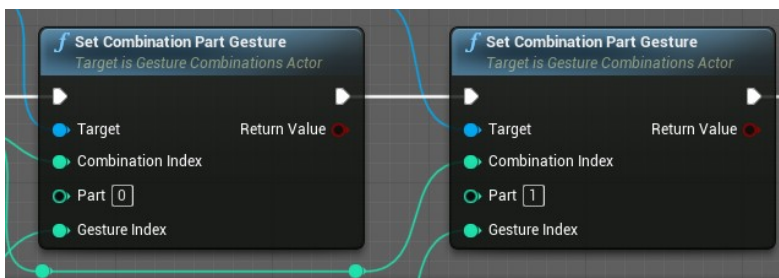 f Set Combination Part Gesture
Target is Gesture Combinations Actor
Target Return Value
Combination Index
Part 0
Gesture Index
f Set Combination Part Gesture
Target is Gesture Combinations Actor
Target Return Value
Combination Index
Part 1
Gesture Index